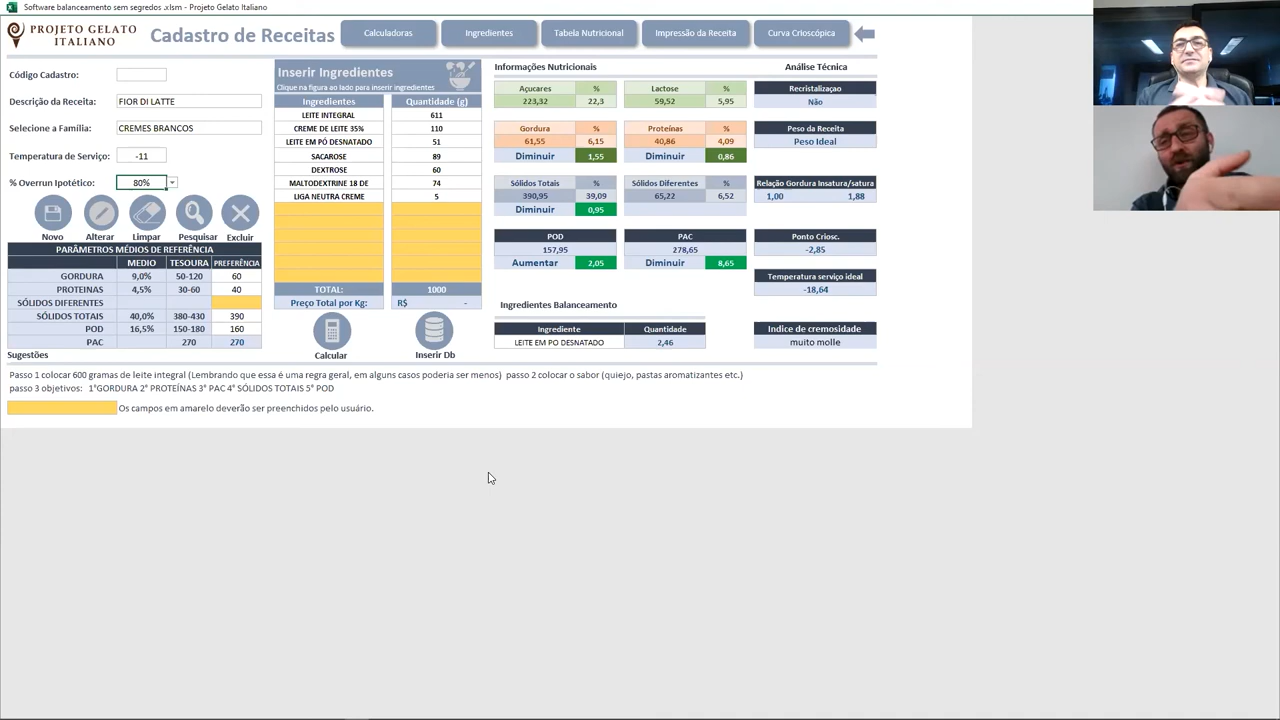 Software balanceamento sem segredos .xlsm - Projeto Gelato Italiano
PROJETO GELATO
ITALIANO
Cadastro de Receitas
Calculadoras
Ingredientes
Tabela Nutricional
Impressão da Receita
Curva Crioscópica
Código Cadastro:
Descrição da Receita: FIOR DI LATTE
Selecione a Família: CREMES BRANCOS
Temperatura de Serviço: -11
% Overrun Ipotético: 80%
Novo Alterar Limpar Pesquisar Excluir
PARÂMETROS MÉDIOS DE REFERÊNCIA
MEDIO TESOURA PREFERÊNCIA
GORDURA 9,0% 50-120 60
PROTEINAS 4,5% 30-60 40
SÓLIDOS DIFERENTES
SÓLIDOS TOTAIS 40,0% 380-430 390
POD 16,5% 150-180 160
PAC 270 270
Inserir Ingredientes
Clique na figura ao lado para inserir ingredientes
Ingredientes Quantidade (g)
LEITE INTEGRAL 611
CREME DE LEITE 35% 110
LEITE EM PÓ DESNATADO 51
SACAROSE 89
DEXTROSE 60
MALTODEXTRINE 18 DE 74
LIGA NEUTRA CREME 5
TOTAL: 1000
Preço Total por Kg: R$ -
Calcular Inserir Db
Informações Nutricionais
Açucares % Lactose %
223,32 22,3 59,52 5,95
Gordura % Proteínas %
61,55 6,15 40,86 4,09
Diminuir 1,55 Diminuir 0,86
Sólidos Totais % Sólidos Diferentes %
390,95 39,09 65,22 6,52
Diminuir 0,95
POD PAC
157,95 278,65
Aumentar 2,05 Diminuir 8,65
Ingredientes Balanceamento
Ingrediente Quantidade
LEITE EM PO DESNATADO 2,46
Análise Técnica
Recristalizaçao
Não
Peso da Receita
Peso Ideal
Relação Gordura Insatura/satura
1,00 1,88
Ponto Criosc.
-2,85
Temperatura serviço ideal
-18,64
Indice de cremosidade
muito molle
Sugestões
Passo 1 colocar 600 gramas de leite integral (Lembrando que essa é uma regra geral, em alguns casos poderia ser menos) passo 2 colocar o sabor (quiejo, pastas aromatizantes etc.)
passo 3 objetivos: 1°GORDURA 2° PROTEÍNAS 3° PAC 4° SÓLIDOS TOTAIS 5° POD
Os campos em amarelo deverão ser preenchidos pelo usuário.